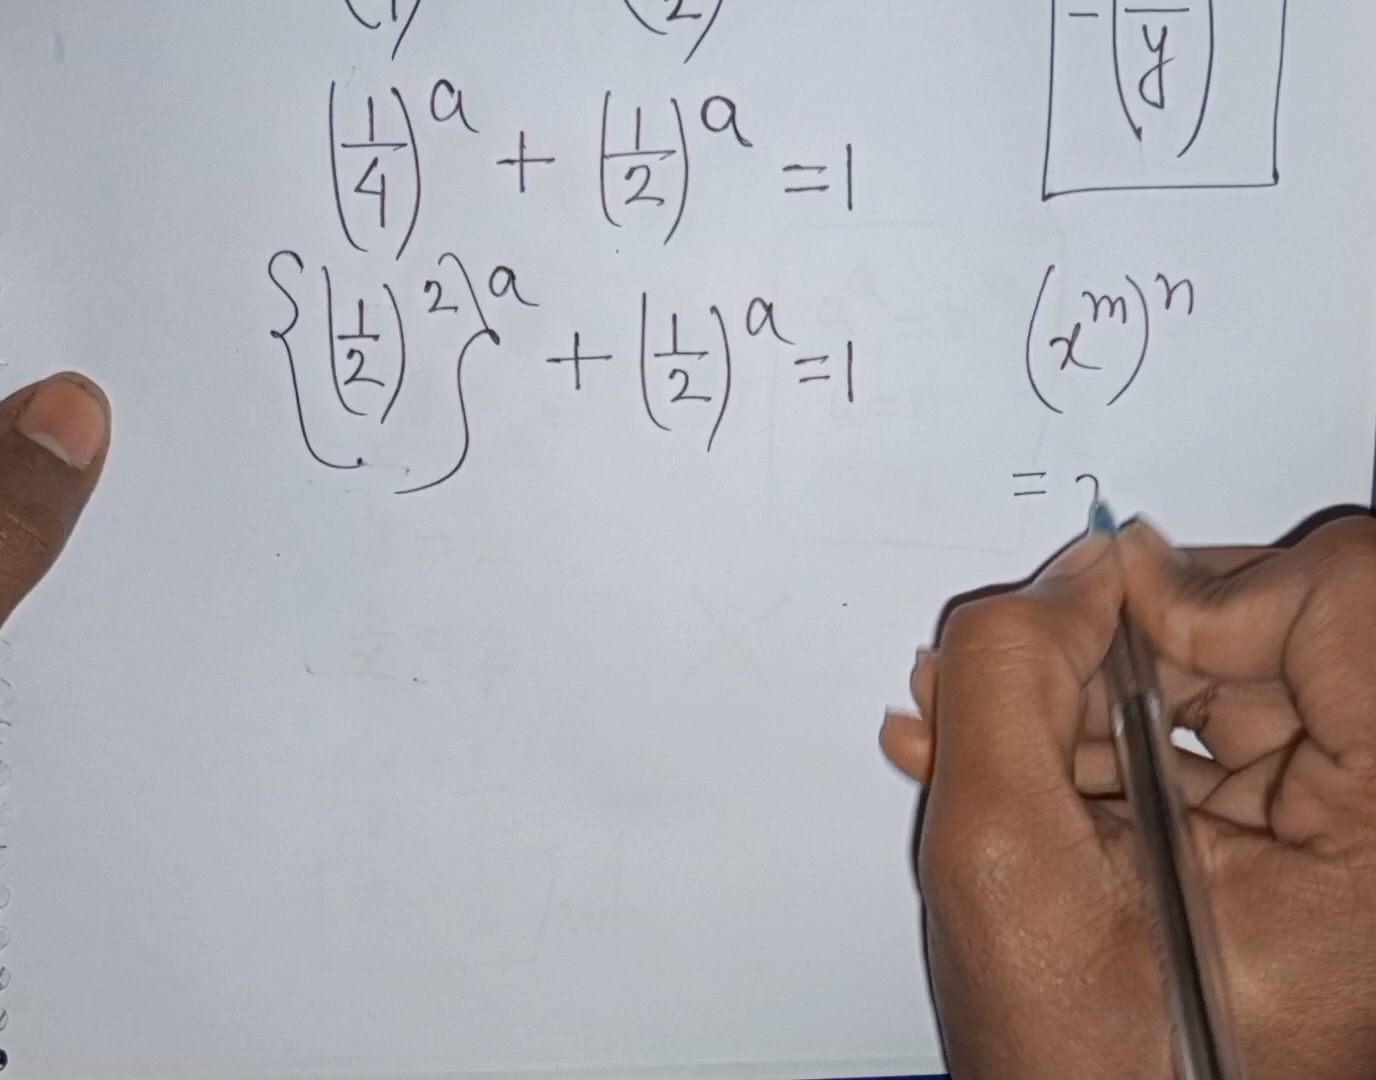 (1/4)^a + (1/2)^a = 1
{(1/2)^2}^a + (1/2)^a = 1
- (— / y)
(x^m)^n
=